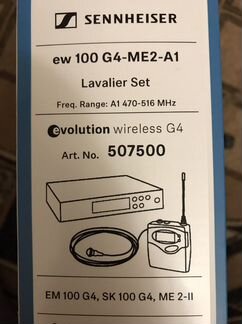 SENNHEISER
ew 100 G4-ME2-A1
Lavalier Set
Freq. Range: A1 470-516 MHz
evolution wireless G4
Art. No. 507500
EM 100 G4, SK 100 G4, ME 2-II